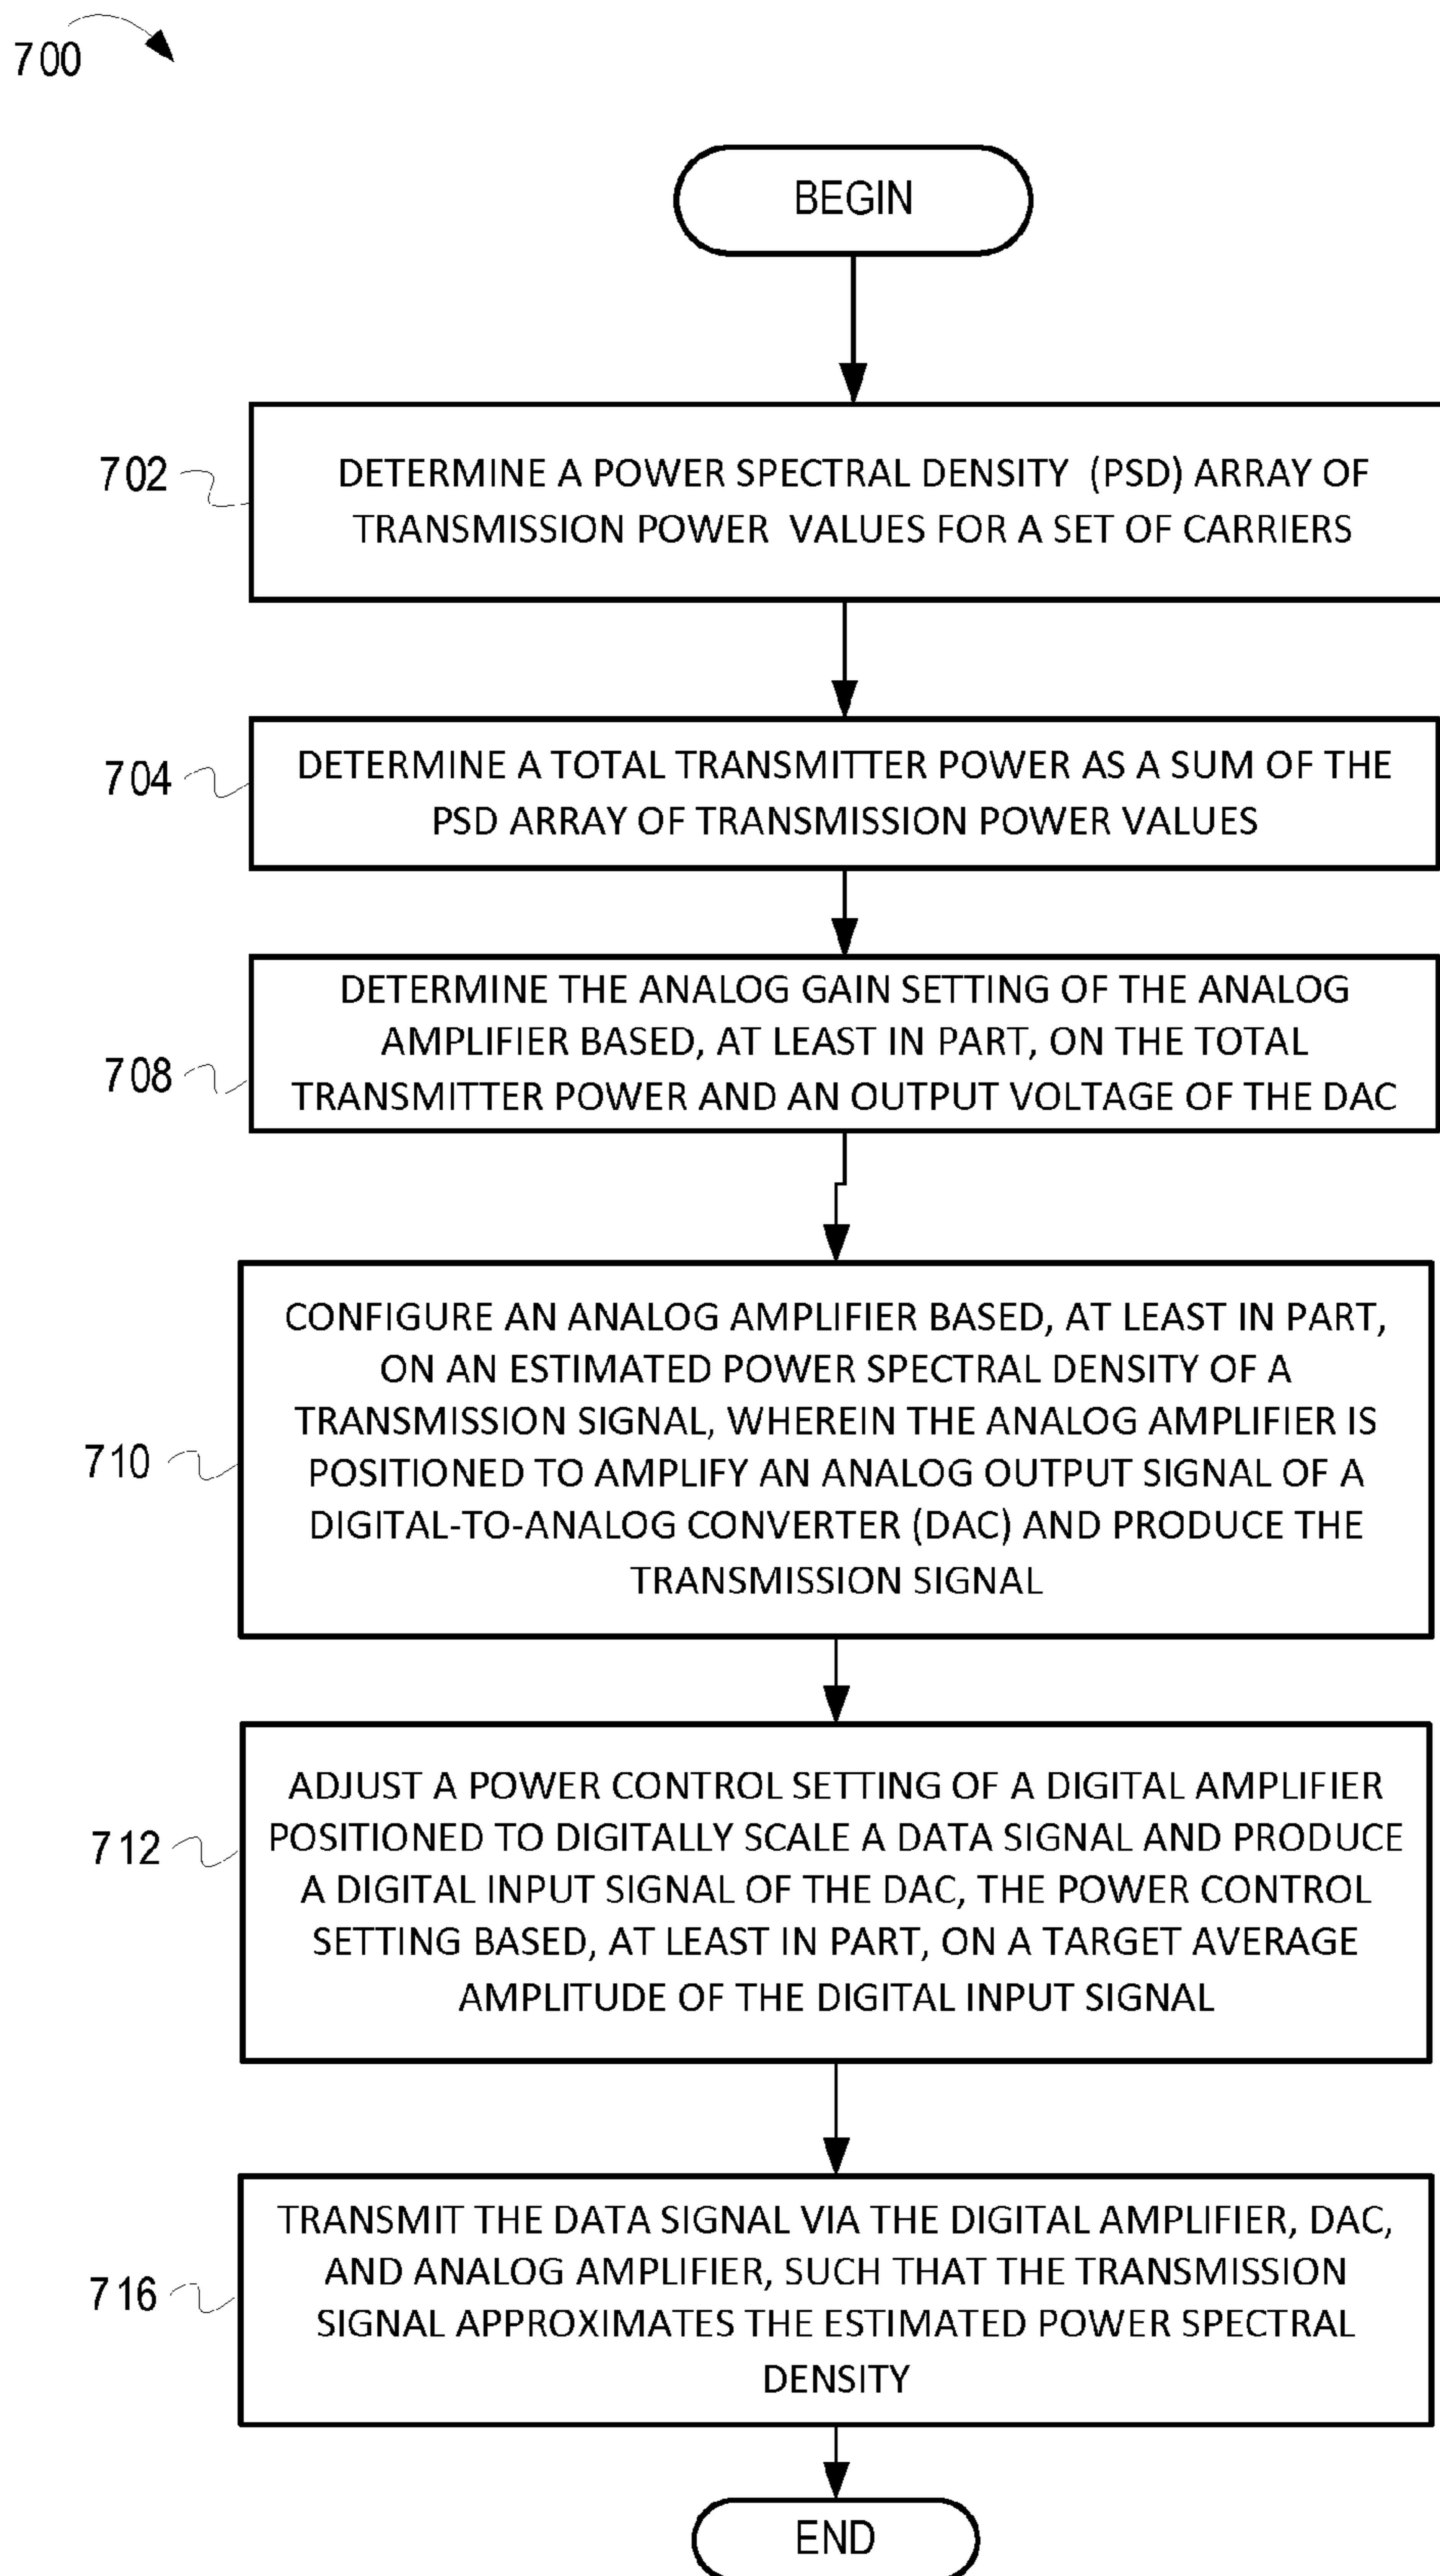 700
BEGIN
702
DETERMINE A POWER SPECTRAL DENSITY (PSD) ARRAY OF
TRANSMISSION POWER VALUES FOR A SET OF CARRIERS
704
DETERMINE A TOTAL TRANSMITTER POWER AS A SUM OF THE
PSD ARRAY OF TRANSMISSION POWER VALUES
708
DETERMINE THE ANALOG GAIN SETTING OF THE ANALOG
AMPLIFIER BASED, AT LEAST IN PART, ON THE TOTAL
TRANSMITTER POWER AND AN OUTPUT VOLTAGE OF THE DAC
710
CONFIGURE AN ANALOG AMPLIFIER BASED, AT LEAST IN PART,
ON AN ESTIMATED POWER SPECTRAL DENSITY OF A
TRANSMISSION SIGNAL, WHEREIN THE ANALOG AMPLIFIER IS
POSITIONED TO AMPLIFY AN ANALOG OUTPUT SIGNAL OF A
DIGITAL-TO-ANALOG CONVERTER (DAC) AND PRODUCE THE
TRANSMISSION SIGNAL
712
ADJUST A POWER CONTROL SETTING OF A DIGITAL AMPLIFIER
POSITIONED TO DIGITALLY SCALE A DATA SIGNAL AND PRODUCE
A DIGITAL INPUT SIGNAL OF THE DAC, THE POWER CONTROL
SETTING BASED, AT LEAST IN PART, ON A TARGET AVERAGE
AMPLITUDE OF THE DIGITAL INPUT SIGNAL
716
TRANSMIT THE DATA SIGNAL VIA THE DIGITAL AMPLIFIER, DAC,
AND ANALOG AMPLIFIER, SUCH THAT THE TRANSMISSION
SIGNAL APPROXIMATES THE ESTIMATED POWER SPECTRAL
DENSITY
END